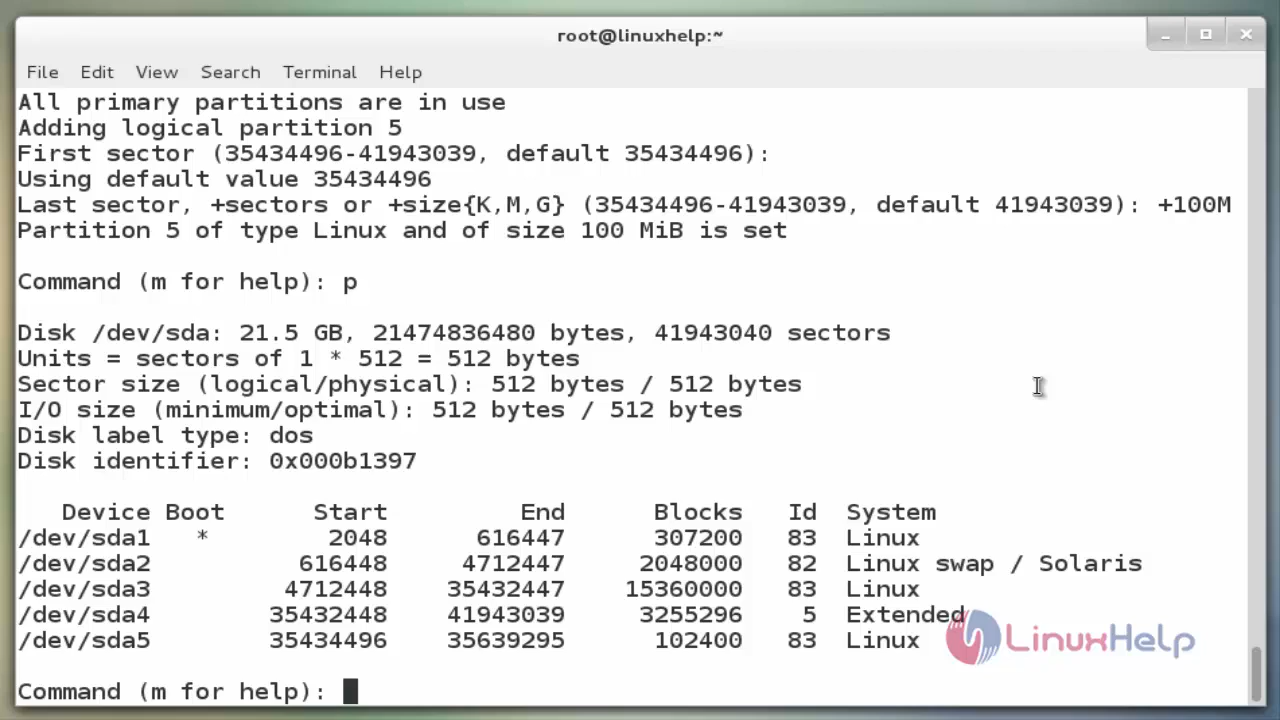 root@linuxhelp:~
File Edit View Search Terminal Help
All primary partitions are in use
Adding logical partition 5
First sector (35434496-41943039, default 35434496):
Using default value 35434496
Last sector, +sectors or +size{K,M,G} (35434496-41943039, default 41943039): +100M
Partition 5 of type Linux and of size 100 MiB is set
Command (m for help): p
Disk /dev/sda: 21.5 GB, 21474836480 bytes, 41943040 sectors
Units = sectors of 1 * 512 = 512 bytes
Sector size (logical/physical): 512 bytes / 512 bytes
I/O size (minimum/optimal): 512 bytes / 512 bytes
Disk label type: dos
Disk identifier: 0x000b1397
Device Boot Start End Blocks Id System
/dev/sda1 * 2048 616447 307200 83 Linux
/dev/sda2 616448 4712447 2048000 82 Linux swap / Solaris
/dev/sda3 4712448 35432447 15360000 83 Linux
/dev/sda4 35432448 41943039 3255296 5 Extended
/dev/sda5 35434496 35639295 102400 83 Linux
LinuxHelp
Command (m for help):